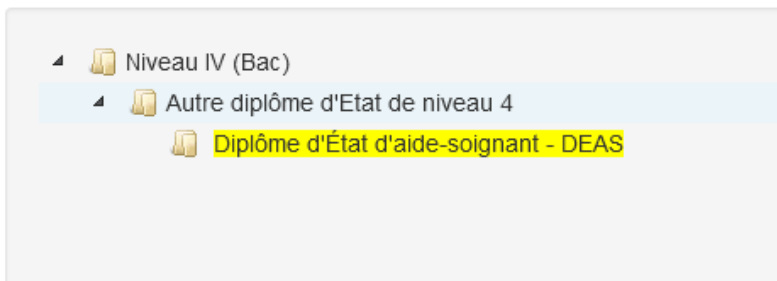 Niveau IV (Bac)
Autre diplôme d'Etat de niveau 4
Diplôme d'État d'aide-soignant - DEAS